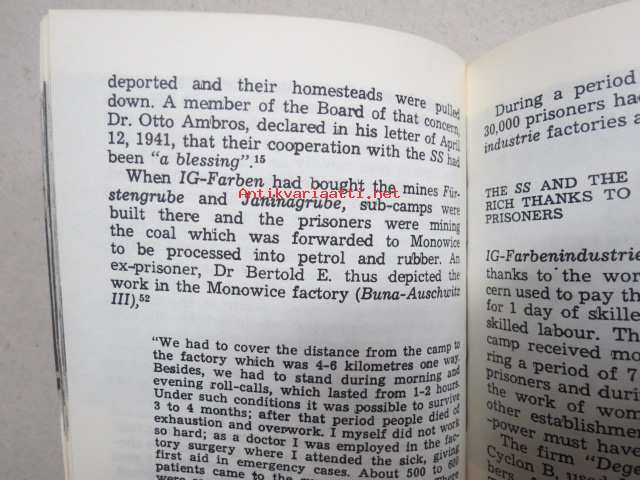 deported and their homesteads were pulled
down. A member of the Board of that concern,
Dr. Otto Ambros, declared in his letter of April
12, 1941, that their cooperation with the SS had
been "a blessing".15
When IG-Farben had bought the mines Für-
stengrube and Janinagrube, sub-camps were
built there and the prisoners were mining
the coal which was forwarded to Monowice
to be processed into petrol and rubber. An
ex-prisoner, Dr Bertold E. thus depicted the
work in the Monowice factory (Buna-Auschwitz
III),52
"We had to cover the distance from the camp to
the factory which was 4-6 kilometres one way.
Besides, we had to stand during morning and
evening roll-calls, which lasted from 1-2 hours.
Under such conditions it was possible to survive
3 to 4 months; after that period people died of
exhaustion and overwork. I myself did not work
so hard; as a doctor I was employed in the fac-
tory surgery where I attended the sick, giving
first aid in emergency cases. About 500 to 600
patients came to the
There
During a period
30,000 prisoners had
industrie factories a
THE SS AND THE
RICH THANKS TO
PRISONERS
IG-Farbenindustrie
thanks to the wor
cern used to pay th
for 1 day of skille
skilled labour. The
camp received mo
ring a period of 7
prisoners and durin
the work of wom
other establishment
-power must have
The firm "Dege
Cyclon B, used
bers
Antikvariaatti.net